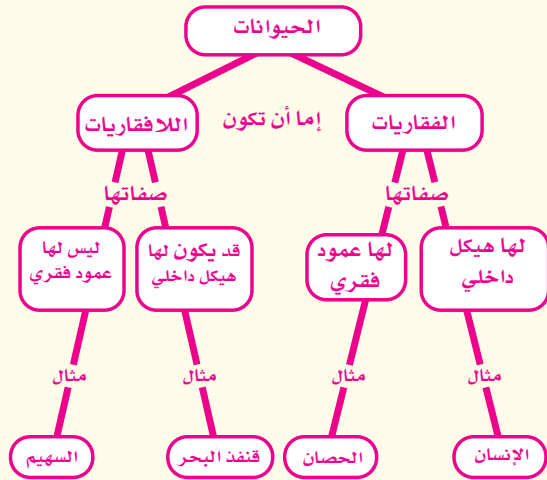 الحيوانات
الفقاريات
إما أن تكون
اللافقاريات
صفاتها
صفاتها
لها هيكل
داخلي
لها عمود
فقري
قد يكون لها
هيكل داخلي
ليس لها
عمود فقري
مثال
مثال
مثال
مثال
الإنسان
الحصان
قنفذ البحر
السهيم